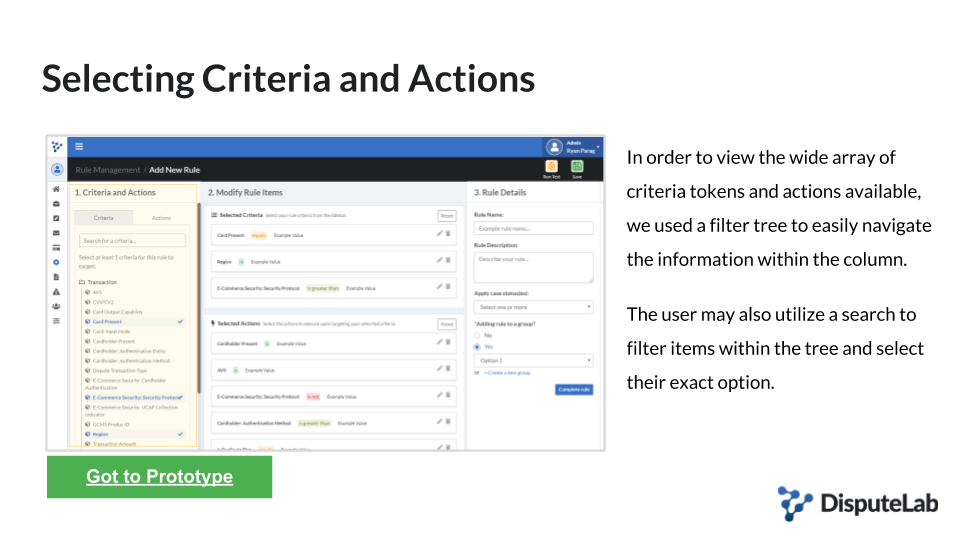 Selecting Criteria and Actions
Admin
Ryan Parag
Rule Management / Add New Rule
Run Test
Save
1. Criteria and Actions
Criteria
Actions
Search for a criteria...
Select at least 1 criteria for this rule to
target:
Transaction
AVS
CVV/CV2
Card Output Capability
Card Present
Card: Input mode
Cardholder Present
Cardholder: Authentication Entity
Cardholder: Authentication Method
Dispute Transaction Type
E-Commerce Security: Cardholder
Authentication
E-Commerce Security: Security Protocol
E-Commerce Security: UCAF Collection
Indicator
GCMS Produc ID
Region
Transaction Amount
2. Modify Rule Items
Selected Criteria Select your rule criteria from the sidebar.
Reset
Card Present equals Example Value
Region is Example Value
E-Commerce Security: Security Protocol is greater than Example Value
Selected Actions Select the actions to execute upon targeting your selected criteria.
Reset
Cardholder Present is Example Value
AVS is Example Value
E-Commerce Security: Security Protocol is not Example Value
Cardholder: Authentication Method is greater than Example Value
3. Rule Details
Rule Name:
Example rule name...
Rule Description:
Describe your rule...
Apply case status(es):
Select one or more
*Adding rule to a group?
No
Yes
Option 1
or + Create a new group
Complete rule
In order to view the wide array of
criteria tokens and actions available,
we used a filter tree to easily navigate
the information within the column.
The user may also utilize a search to
filter items within the tree and select
their exact option.
Got to Prototype
DisputeLab